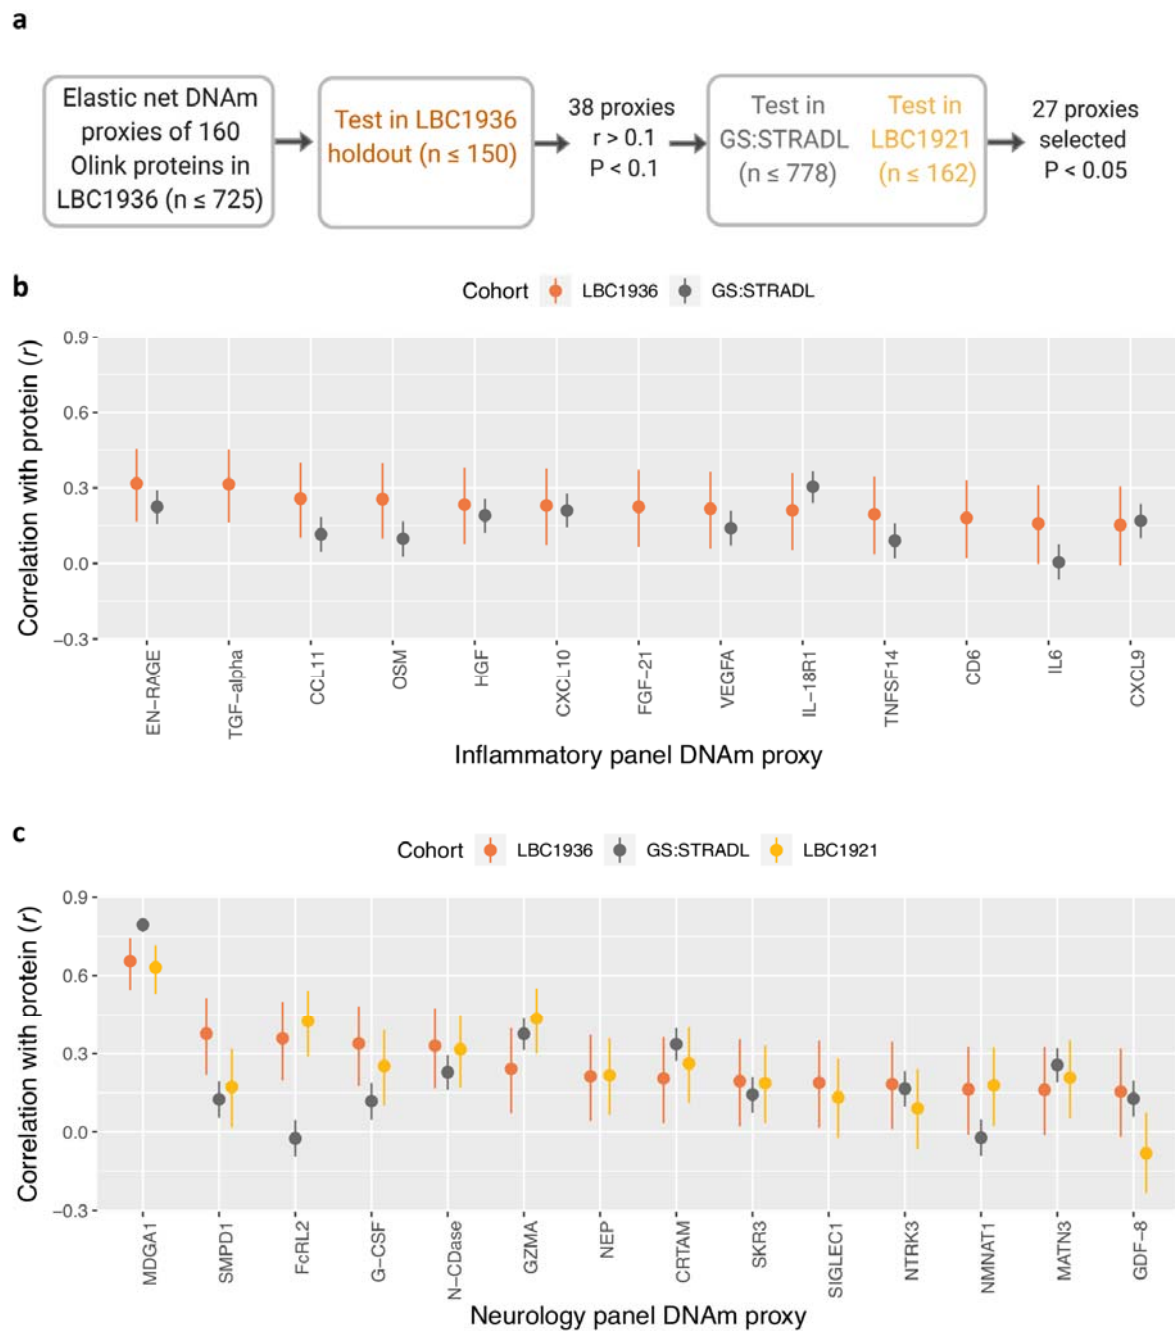 a
Elastic net DNAm
proxies of 160
Olink proteins in
LBC1936 (n ≤ 725)
Test in LBC1936
holdout (n ≤ 150)
38 proxies
r > 0.1
P < 0.1
Test in
GS:STRADL
(n ≤ 778)
Test in
LBC1921
(n ≤ 162)
27 proxies
selected
P < 0.05
b
Cohort LBC1936 GS:STRADL
Correlation with protein (r)
0.9
0.6
0.3
0.0
−0.3
EN−RAGE
TGF−alpha
CCL11
OSM
HGF
CXCL10
FGF−21
VEGFA
IL−18R1
TNFSF14
CD6
IL6
CXCL9
Inflammatory panel DNAm proxy
c
Cohort LBC1936 GS:STRADL LBC1921
Correlation with protein (r)
0.9
0.6
0.3
0.0
−0.3
MDGA1
SMPD1
FcRL2
G−CSF
N−CDase
GZMA
NEP
CRTAM
SKR3
SIGLEC1
NTRK3
NMNAT1
MATN3
GDF−8
Neurology panel DNAm proxy